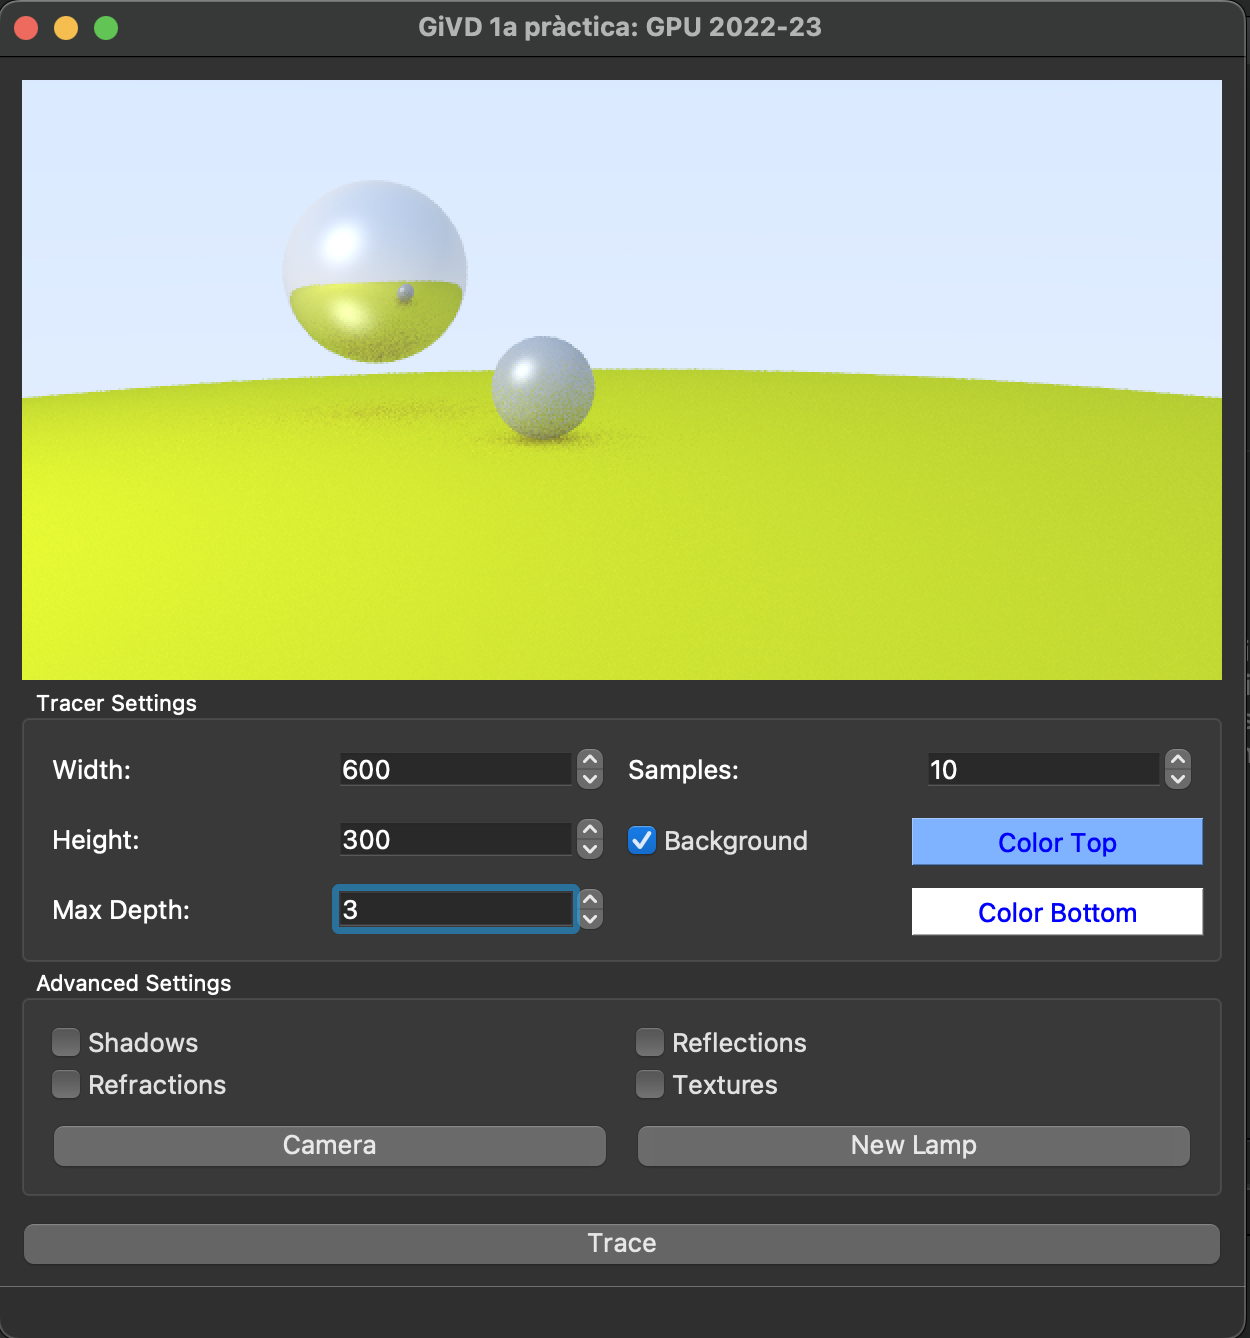 GiVD 1a pràctica: GPU 2022-23
Tracer Settings
Width: 600 Samples: 10
Height: 300 Background Color Top
Max Depth: 3 Color Bottom
Advanced Settings
Shadows Reflections
Refractions Textures
Camera New Lamp
Trace